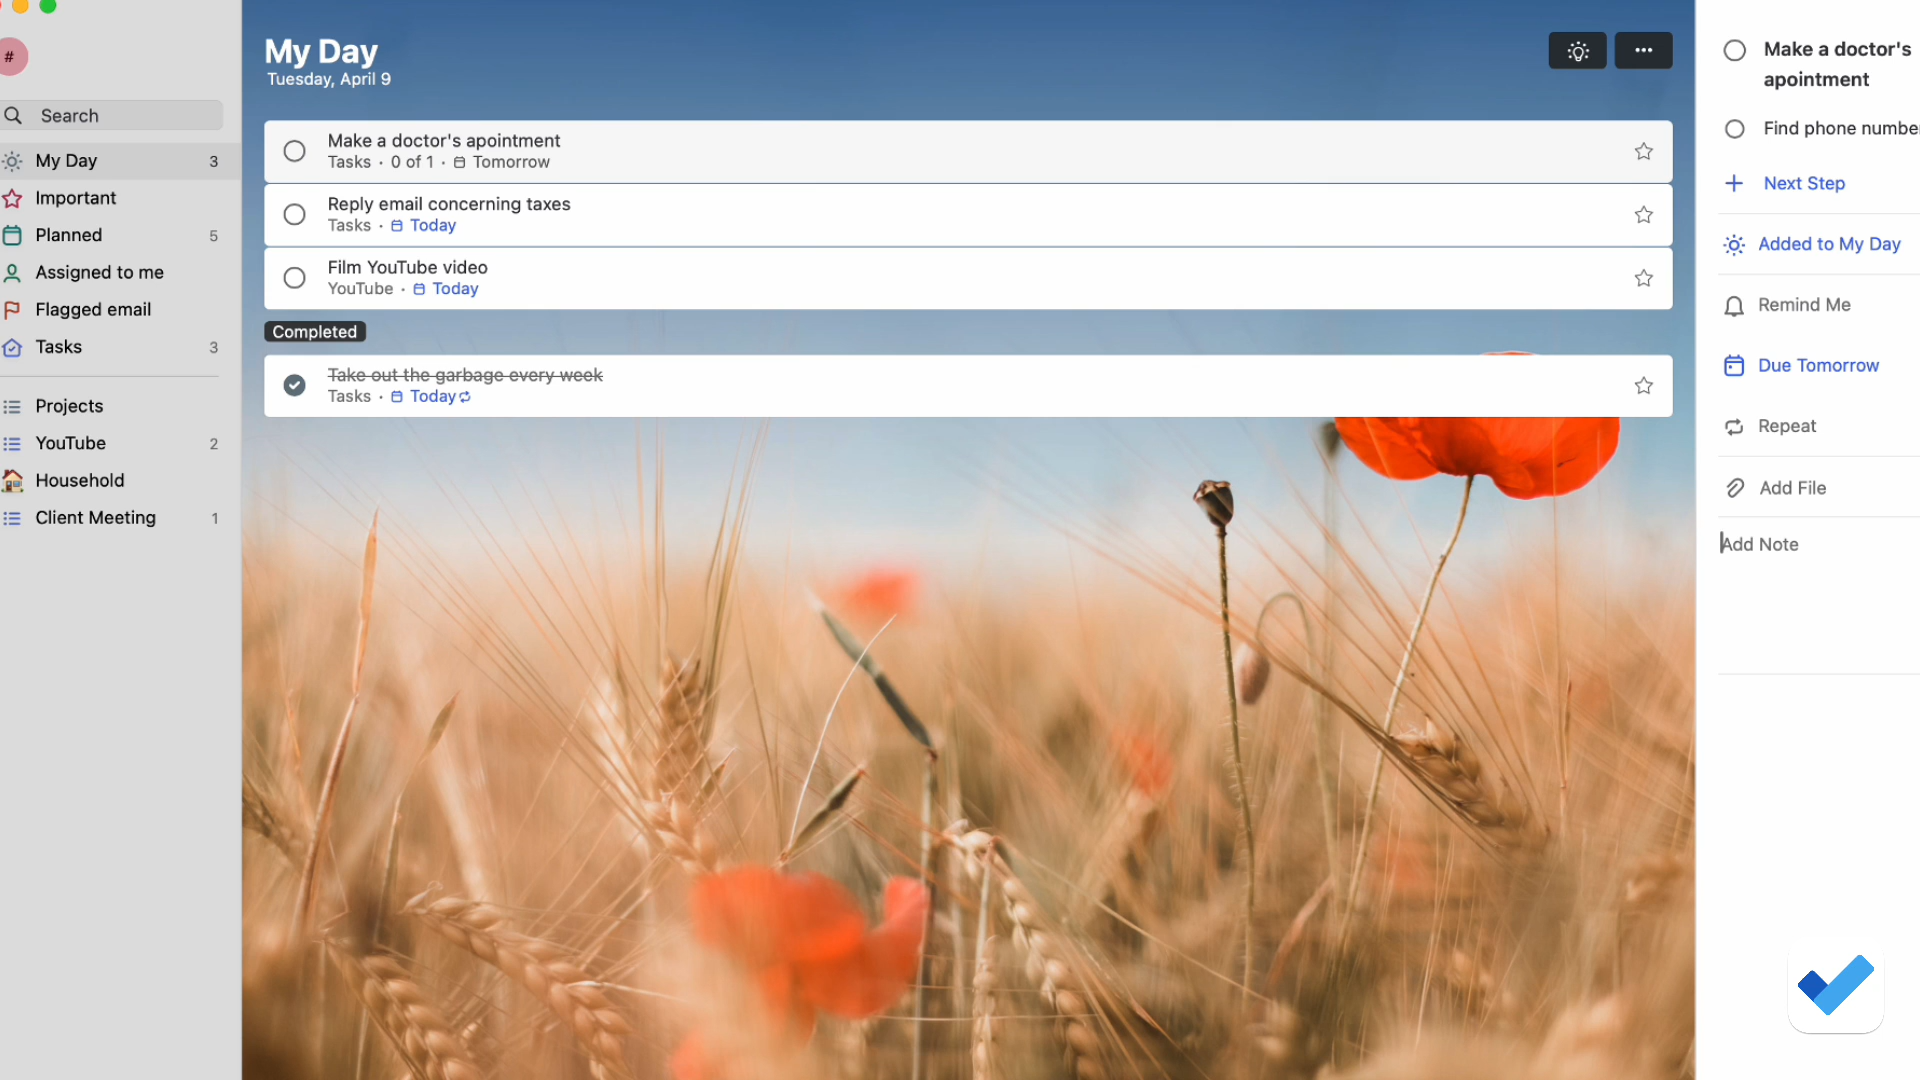 #
Search
My Day 3
Important
Planned 5
Assigned to me
Flagged email
Tasks 3
Projects
YouTube 2
Household
Client Meeting 1
My Day
Tuesday, April 9
Make a doctor's apointment
Tasks · 0 of 1 · Tomorrow
Reply email concerning taxes
Tasks · Today
Film YouTube video
YouTube · Today
Completed
Take out the garbage every week
Tasks · Today
Make a doctor's
apointment
Find phone numbe
Next Step
Added to My Day
Remind Me
Due Tomorrow
Repeat
Add File
Add Note